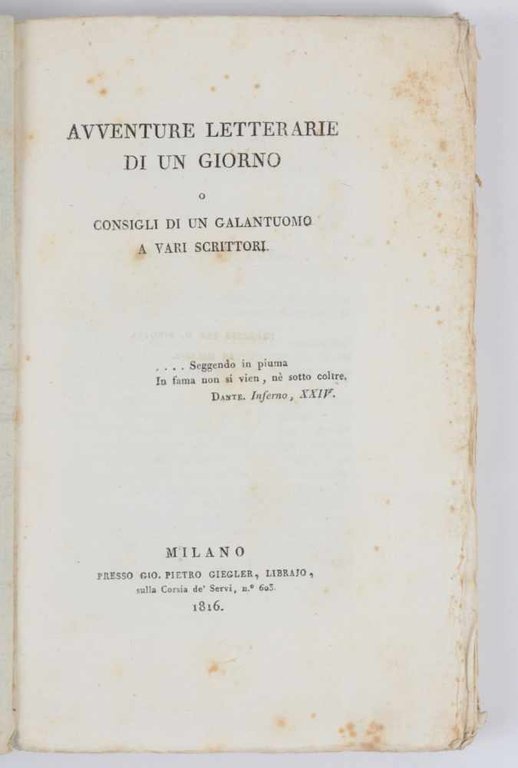 AVVENTURE LETTERARIE
DI UN GIORNO
O
CONSIGLI DI UN GALANTUOMO
A VARI SCRITTORI.
.... Seggendo in piuma
In fama non si vien, nè sotto coltre.
DANTE. Inferno, XXIV.
MILANO
PRESSO GIO. PIETRO GIEGLER, LIBRAJO,
sulla Corsia de' Servi, n.º 603.
1816.